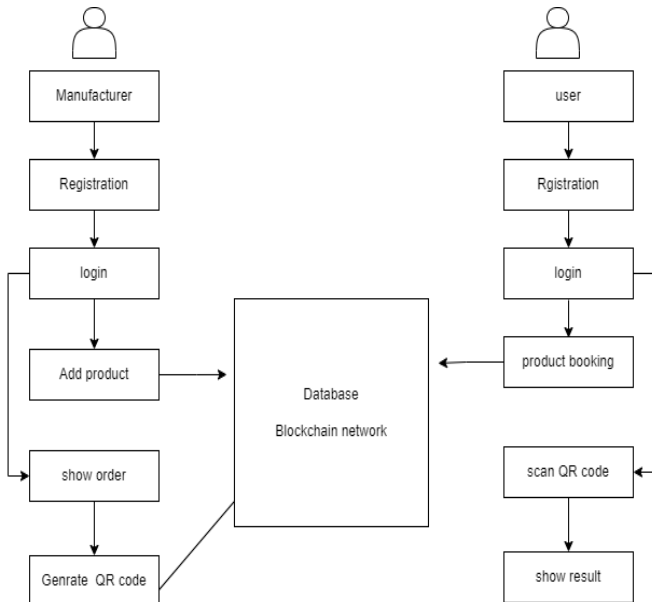 Manufacturer
Registration
login
Add product
show order
Genrate QR code
Database
Blockchain network
user
Rgistration
login
product booking
scan QR code
show result